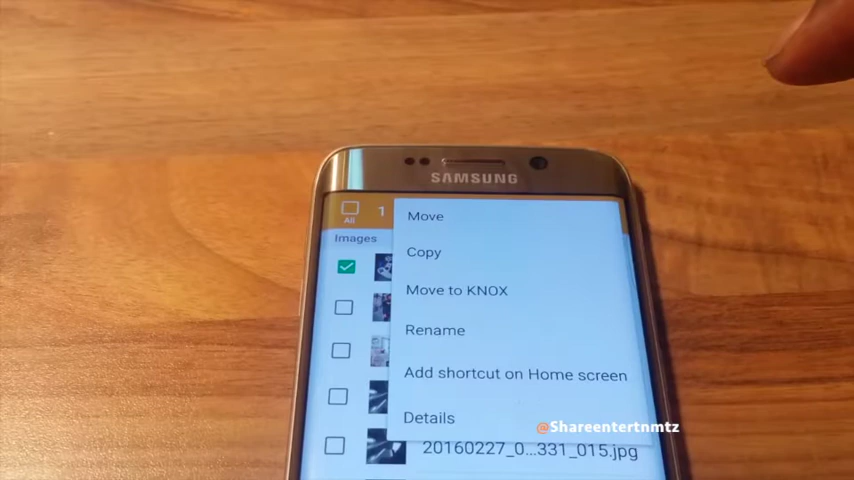 SAMSUNG
All
1
Move
Images
Copy
Move to KNOX
Rename
Add shortcut on Home screen
Details
@Shareentertnmtz
20160227_0...331_015.jpg